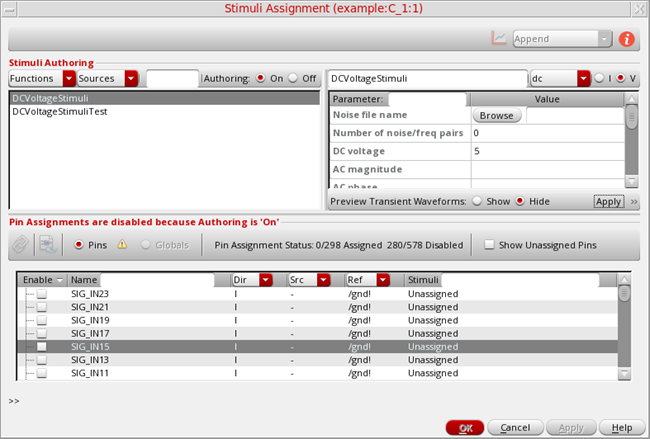 Stimuli Assignment (example:C_1:1)
Append
Stimuli Authoring
Functions Sources Authoring: On Off DCVoltageStimuli dc I V
DCVoltageStimuli
DCVoltageStimuliTest
Parameter: Value
Noise file name Browse
Number of noise/freq pairs 0
DC voltage 5
AC magnitude
AC phase
Preview Transient Waveforms: Show Hide Apply >>
Pin Assignments are disabled because Authoring is 'On'
Pins Globals Pin Assignment Status: 0/298 Assigned 280/578 Disabled Show Unassigned Pins
Enable Name Dir Src Ref Stimuli
SIG_IN23 I - /gnd! Unassigned
SIG_IN21 I - /gnd! Unassigned
SIG_IN19 I - /gnd! Unassigned
SIG_IN17 I - /gnd! Unassigned
SIG_IN15 I - /gnd! Unassigned
SIG_IN13 I - /gnd! Unassigned
SIG_IN11 I - /gnd! Unassigned
>>
OK Cancel Apply Help